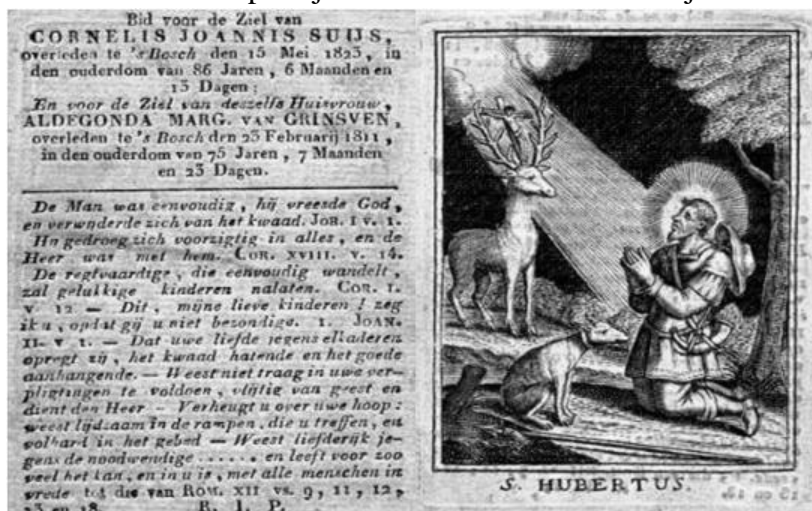 Bid voor de Ziel van
CORNELIS JOANNIS SUIJS,
overleden te 's Bosch den 15 Mei 1823, in
den ouderdom van 86 Jaren, 6 Maanden en
13 Dagen;
En voor de Ziel van deszelfs Huisvrouw,
ALDEGONDA MARG. VAN GRINSVEN,
overleden te 's Bosch den 23 Februarij 1811,
in den ouderdom van 75 Jaren, 7 Maanden
en 23 Dagen.
De Man was eenvoudig, hij vreesde God,
en verwijderde zich van het kwaad. JOB. I v. 1.
Hij gedroeg zich voorzigtig in alles, en de
Heer was met hem. COR. XVIII. v. 14.
De regtvaardige, die eenvoudig wandelt,
zal gelukkige kinderen nalaten. COR. I.
v 12 — Dit, mijne lieve kinderen! zeg
ik u, opdat gij u niet bezondige. I. JOAN.
II. v 1. — Dat uwe liefde jegens elkaderen
opregt zij, het kwaad hatende en het goede
aanhangende. — Weest niet traag in uwe ver-
pligtingen te voldoen, vlijtig van geest en
dient den Heer — Verheugt u over uwe hoop:
weest lijdzaam in de rampen, die u treffen, en
volhard in het gebed — Weest liefderijk je-
gens de noodwendige ...... en leeft voor zoo
veel het kan, en in u is, met alle menschen in
vrede tot die van ROM. XII vs. 9, 11, 12,
13 en 18. R. I. P.
S. HUBERTUS.